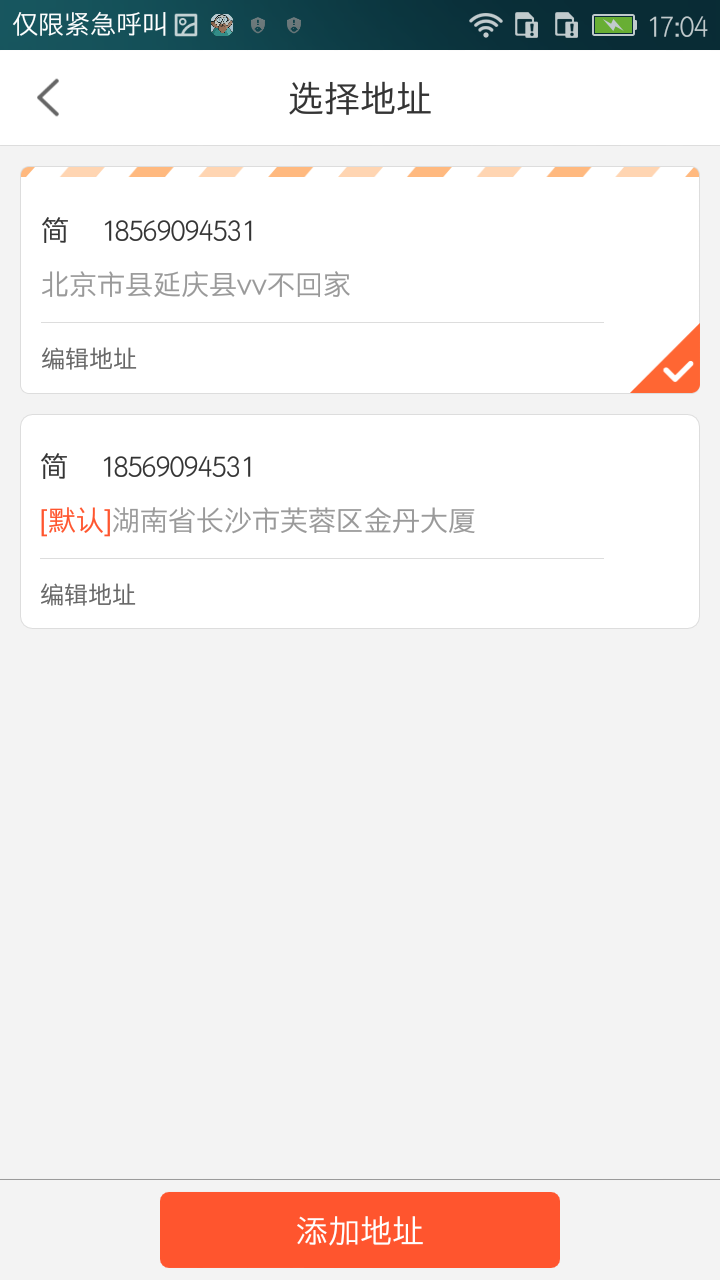 仅限紧急呼叫 17:04
选择地址
简 18569094531
北京市县延庆县vv不回家
编辑地址
简 18569094531
[默认]湖南省长沙市芙蓉区金丹大厦
编辑地址
添加地址